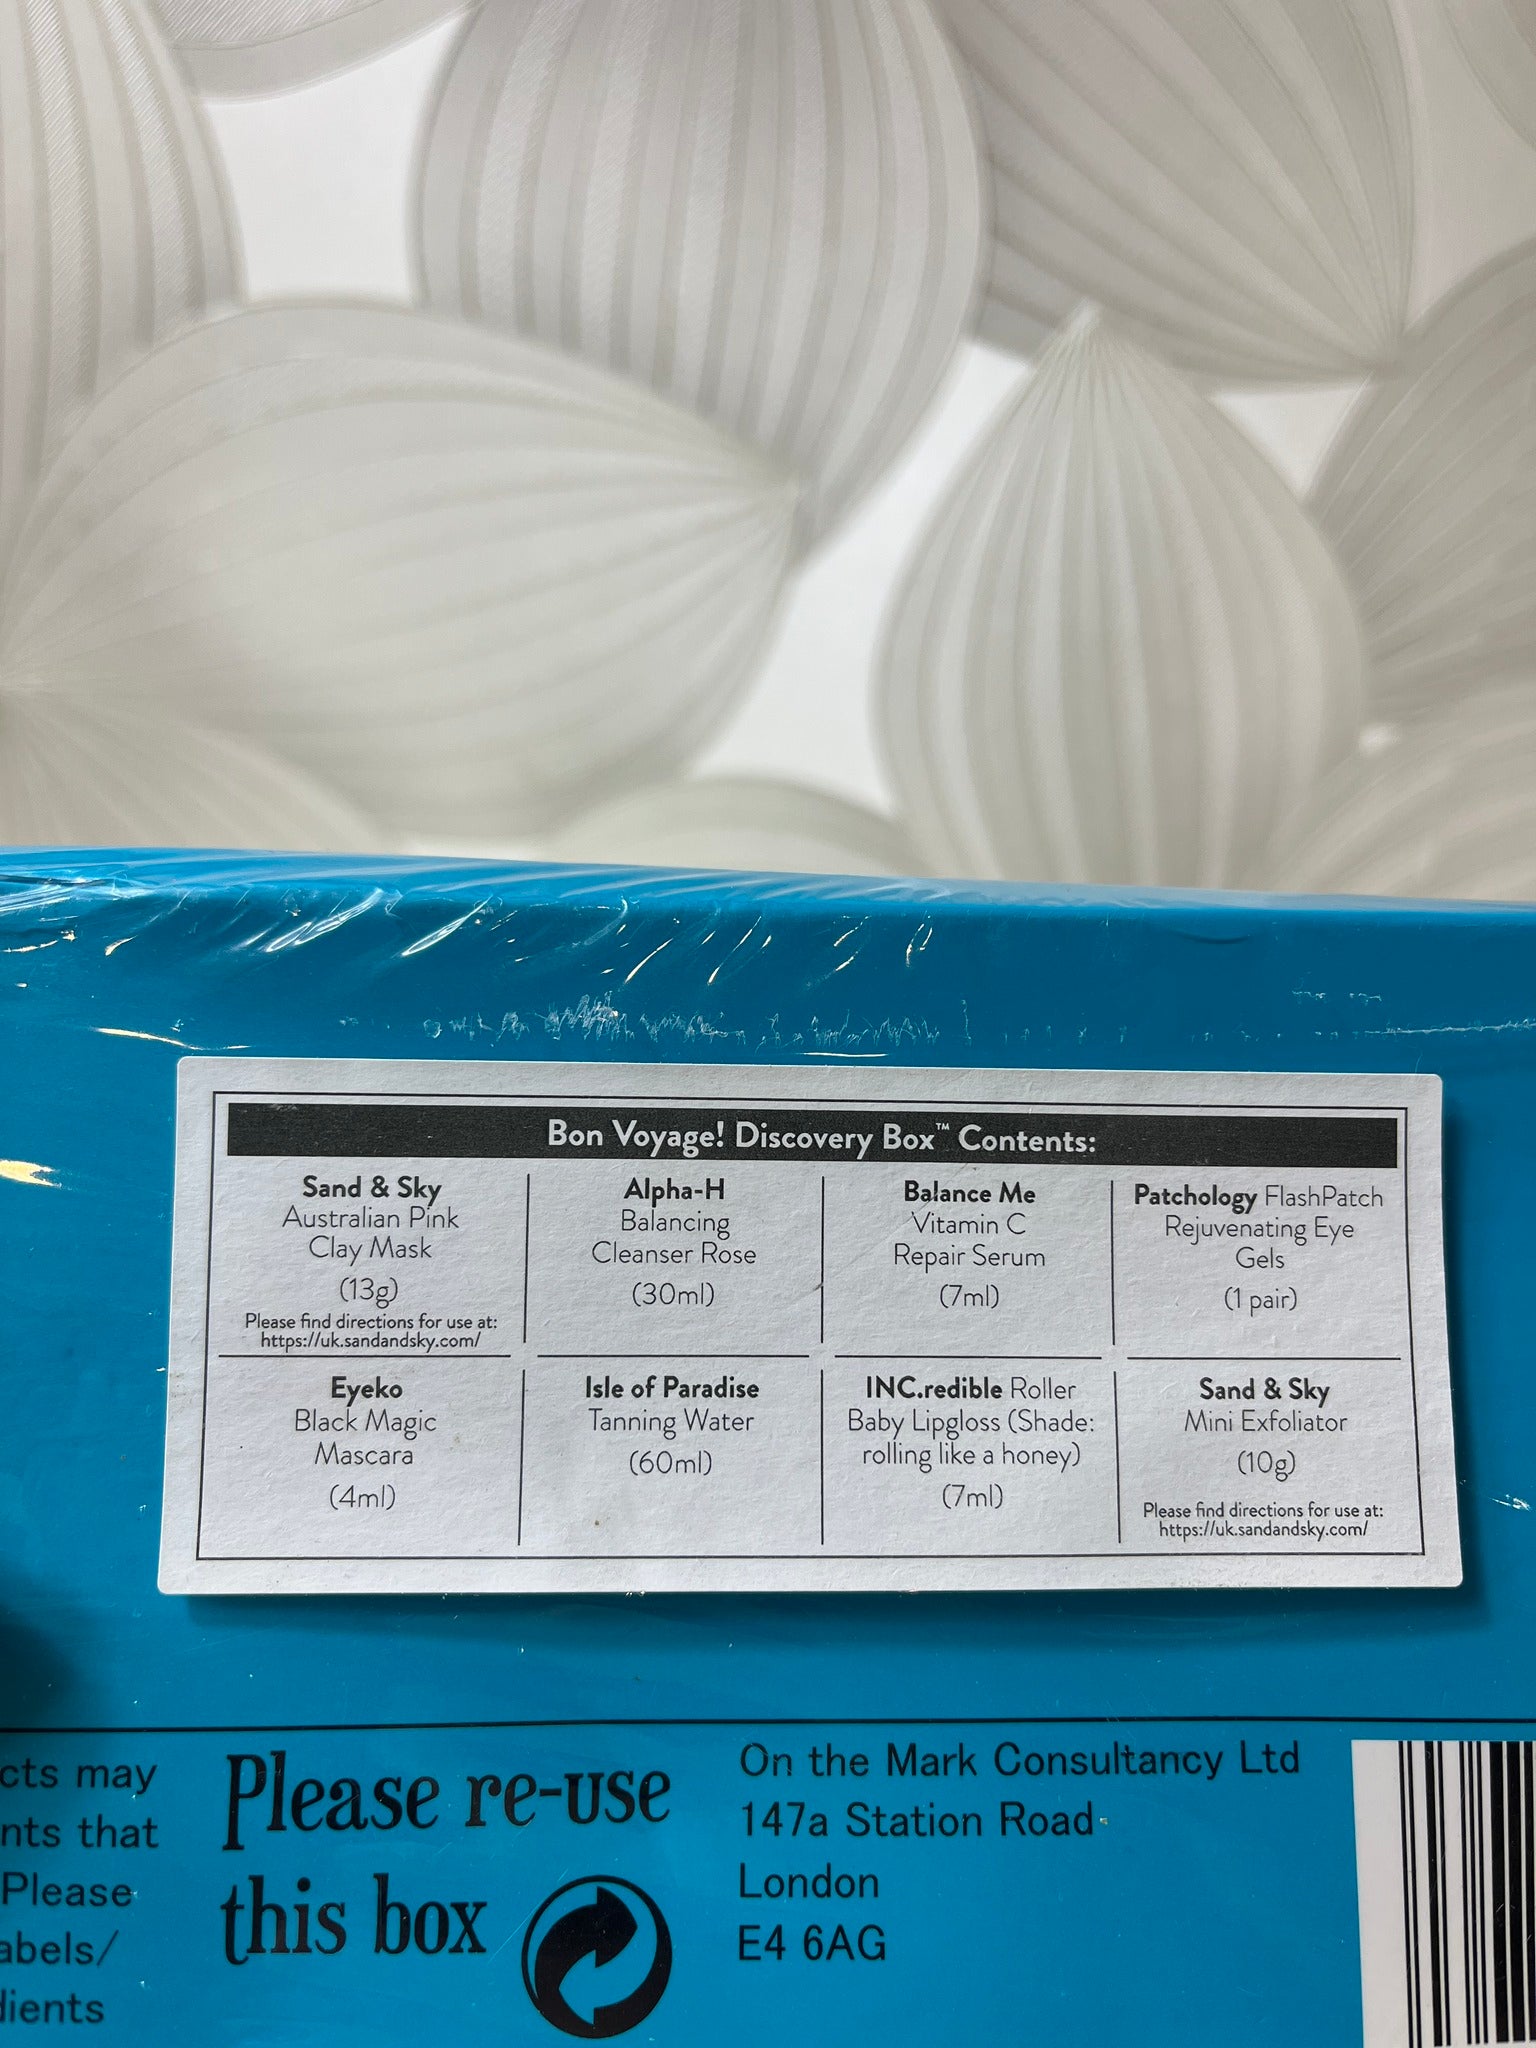 Bon Voyage! Discovery Box™ Contents:
Sand & Sky
Australian Pink
Clay Mask
(13g)
Please find directions for use at:
https://uk.sandandsky.com/
Alpha-H
Balancing
Cleanser Rose
(30ml)
Balance Me
Vitamin C
Repair Serum
(7ml)
Patchology FlashPatch
Rejuvenating Eye
Gels
(1 pair)
Eyeko
Black Magic
Mascara
(4ml)
Isle of Paradise
Tanning Water
(60ml)
INC.redible Roller
Baby Lipgloss (Shade:
rolling like a honey)
(7ml)
Sand & Sky
Mini Exfoliator
(10g)
Please find directions for use at:
https://uk.sandandsky.com/
cts may
nts that
Please
abels/
dients
Please re-use
this box
On the Mark Consultancy Ltd
147a Station Road
London
E4 6AG